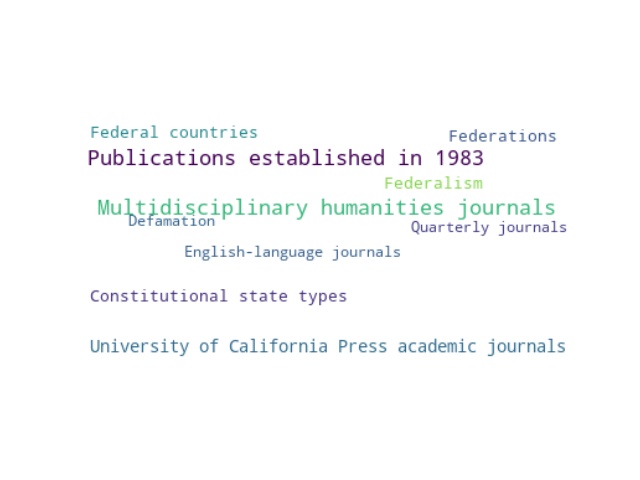 Federal countries
Federations
Publications established in 1983
Federalism
Multidisciplinary humanities journals
Defamation
Quarterly journals
English-language journals
Constitutional state types
University of California Press academic journals